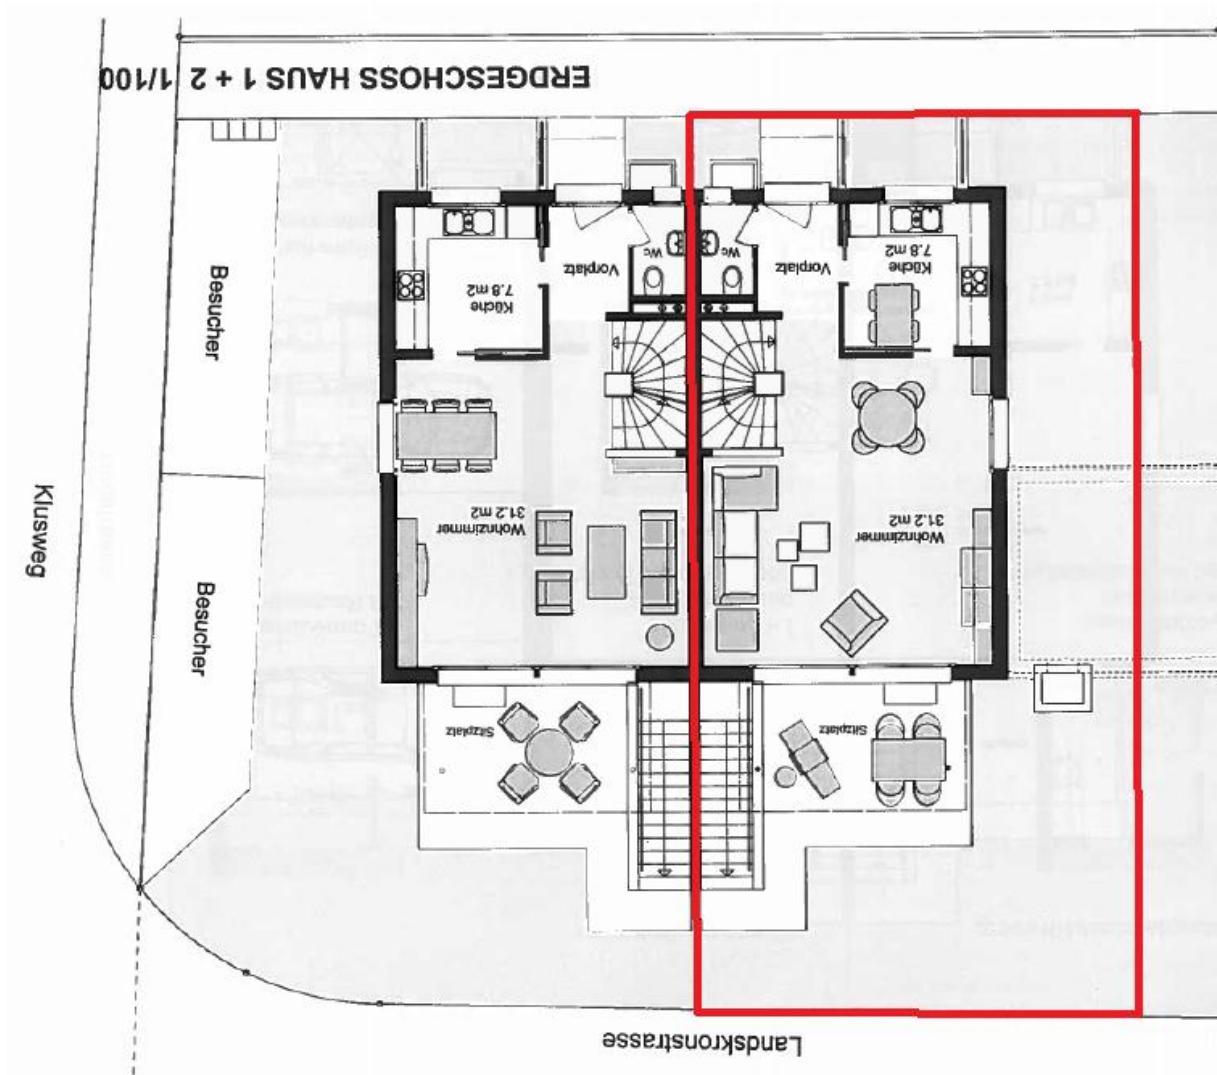 ERDGESCHOSS HAUS 1 + 2 1/100
Besucher
Besucher
Klusweg
Küche
7.8 m2
Vorplatz
Wc
Wc
Vorplatz
Küche
7.8 m2
Wohnzimmer
31.2 m2
Wohnzimmer
31.2 m2
Sitzplatz
Sitzplatz
Landskronstrasse